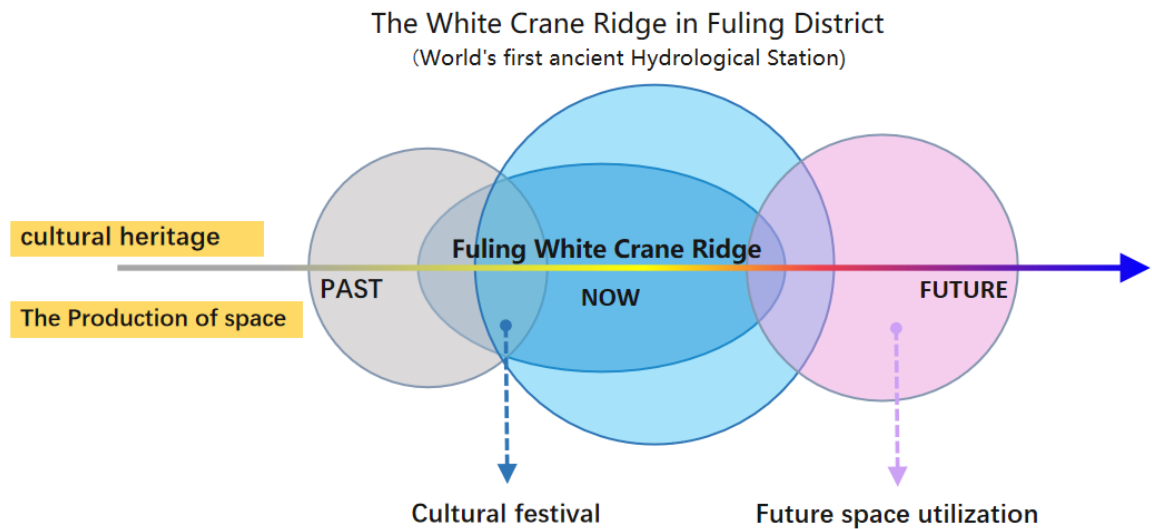 The White Crane Ridge in Fuling District
(World's first ancient Hydrological Station)
cultural heritage
Fuling White Crane Ridge
The Production of space
PAST
NOW
FUTURE
Cultural festival
Future space utilization